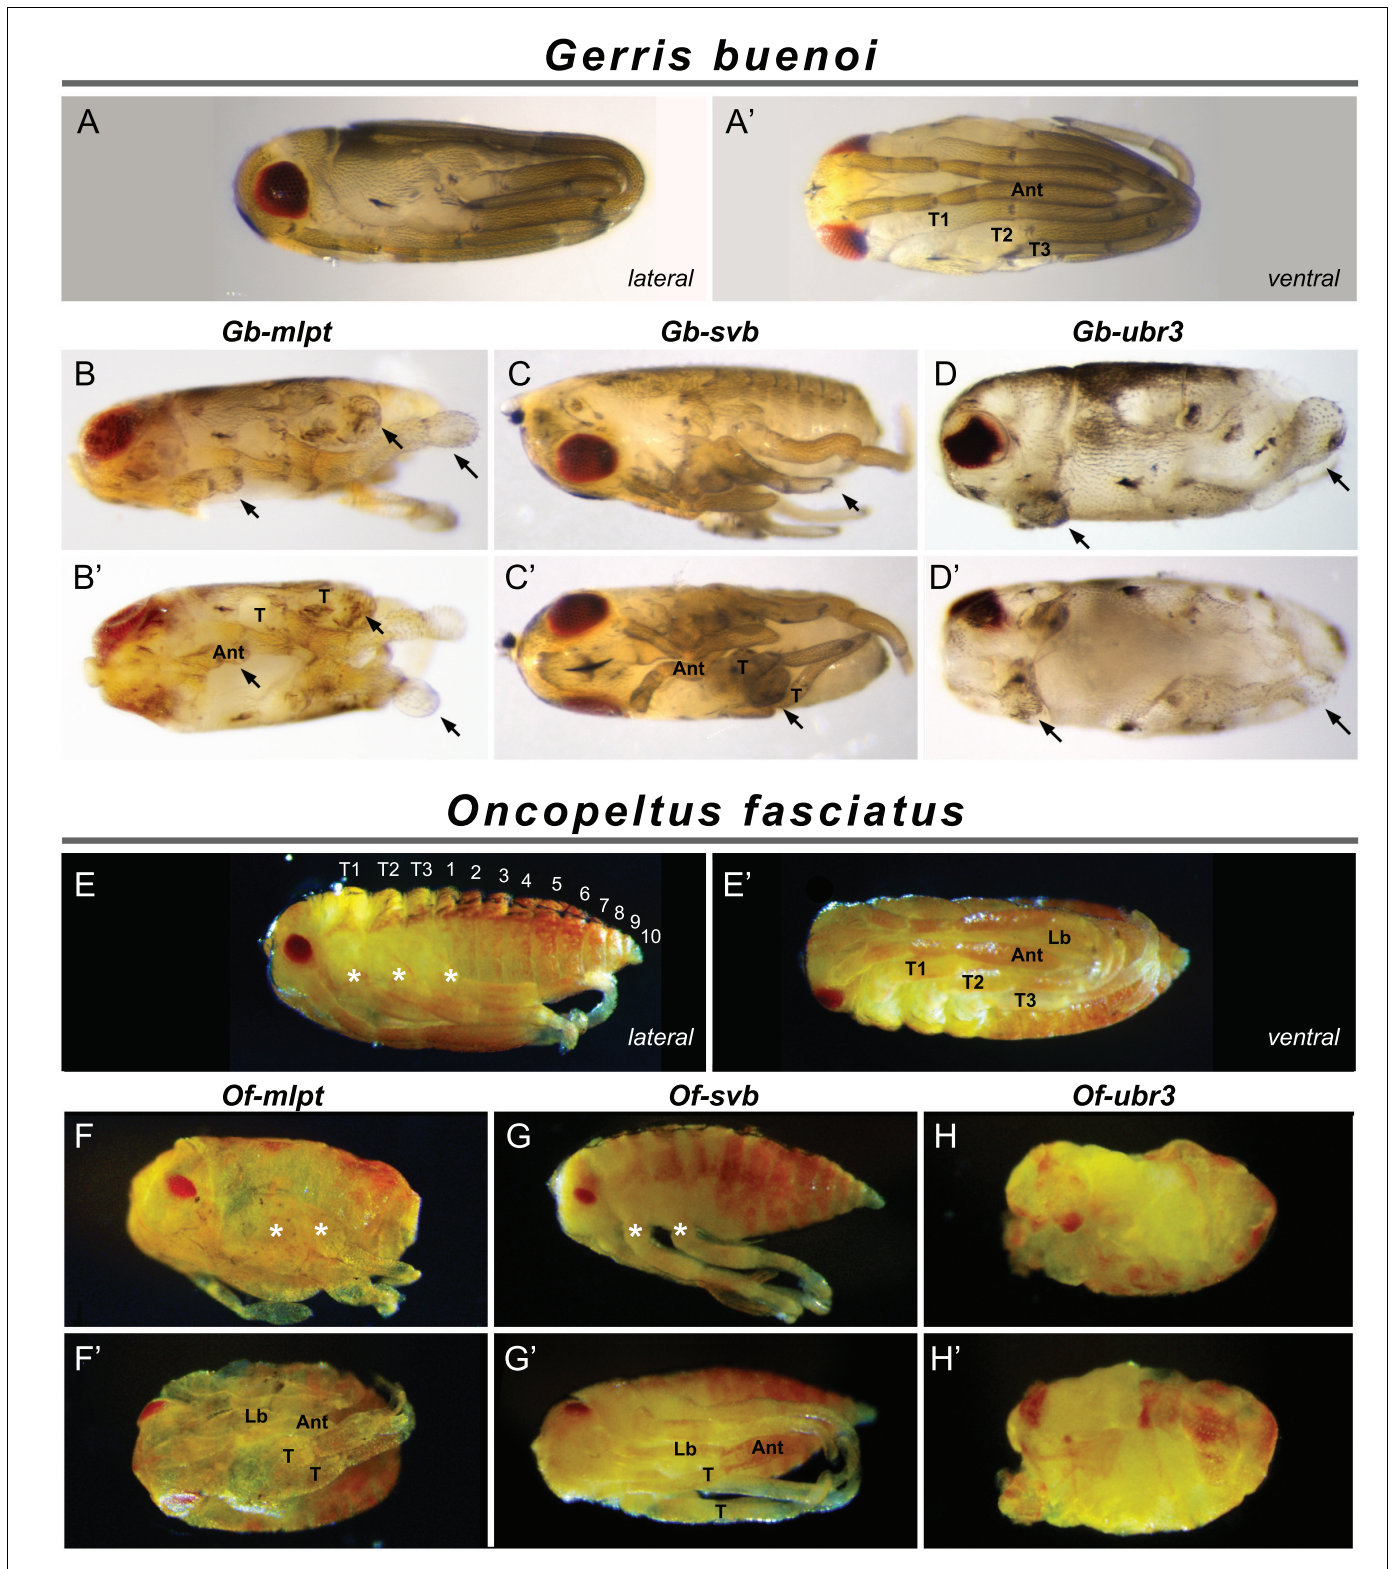 Gerris buenoi
A
lateral
A’
Ant
T1
T2
T3
ventral
Gb-mlpt
Gb-svb
Gb-ubr3
B
C
D
B’
T
T
Ant
C’
Ant
T
T
D’
Oncopeltus fasciatus
E
T1 T2 T3 1 2 3 4 5 6 7 8 9 10
* * *
lateral
E’
Lb
Ant
T1
T2
T3
ventral
Of-mlpt
Of-svb
Of-ubr3
F
* *
G
* *
H
F’
Lb
Ant
T
T
G’
Lb
Ant
T
T
H’